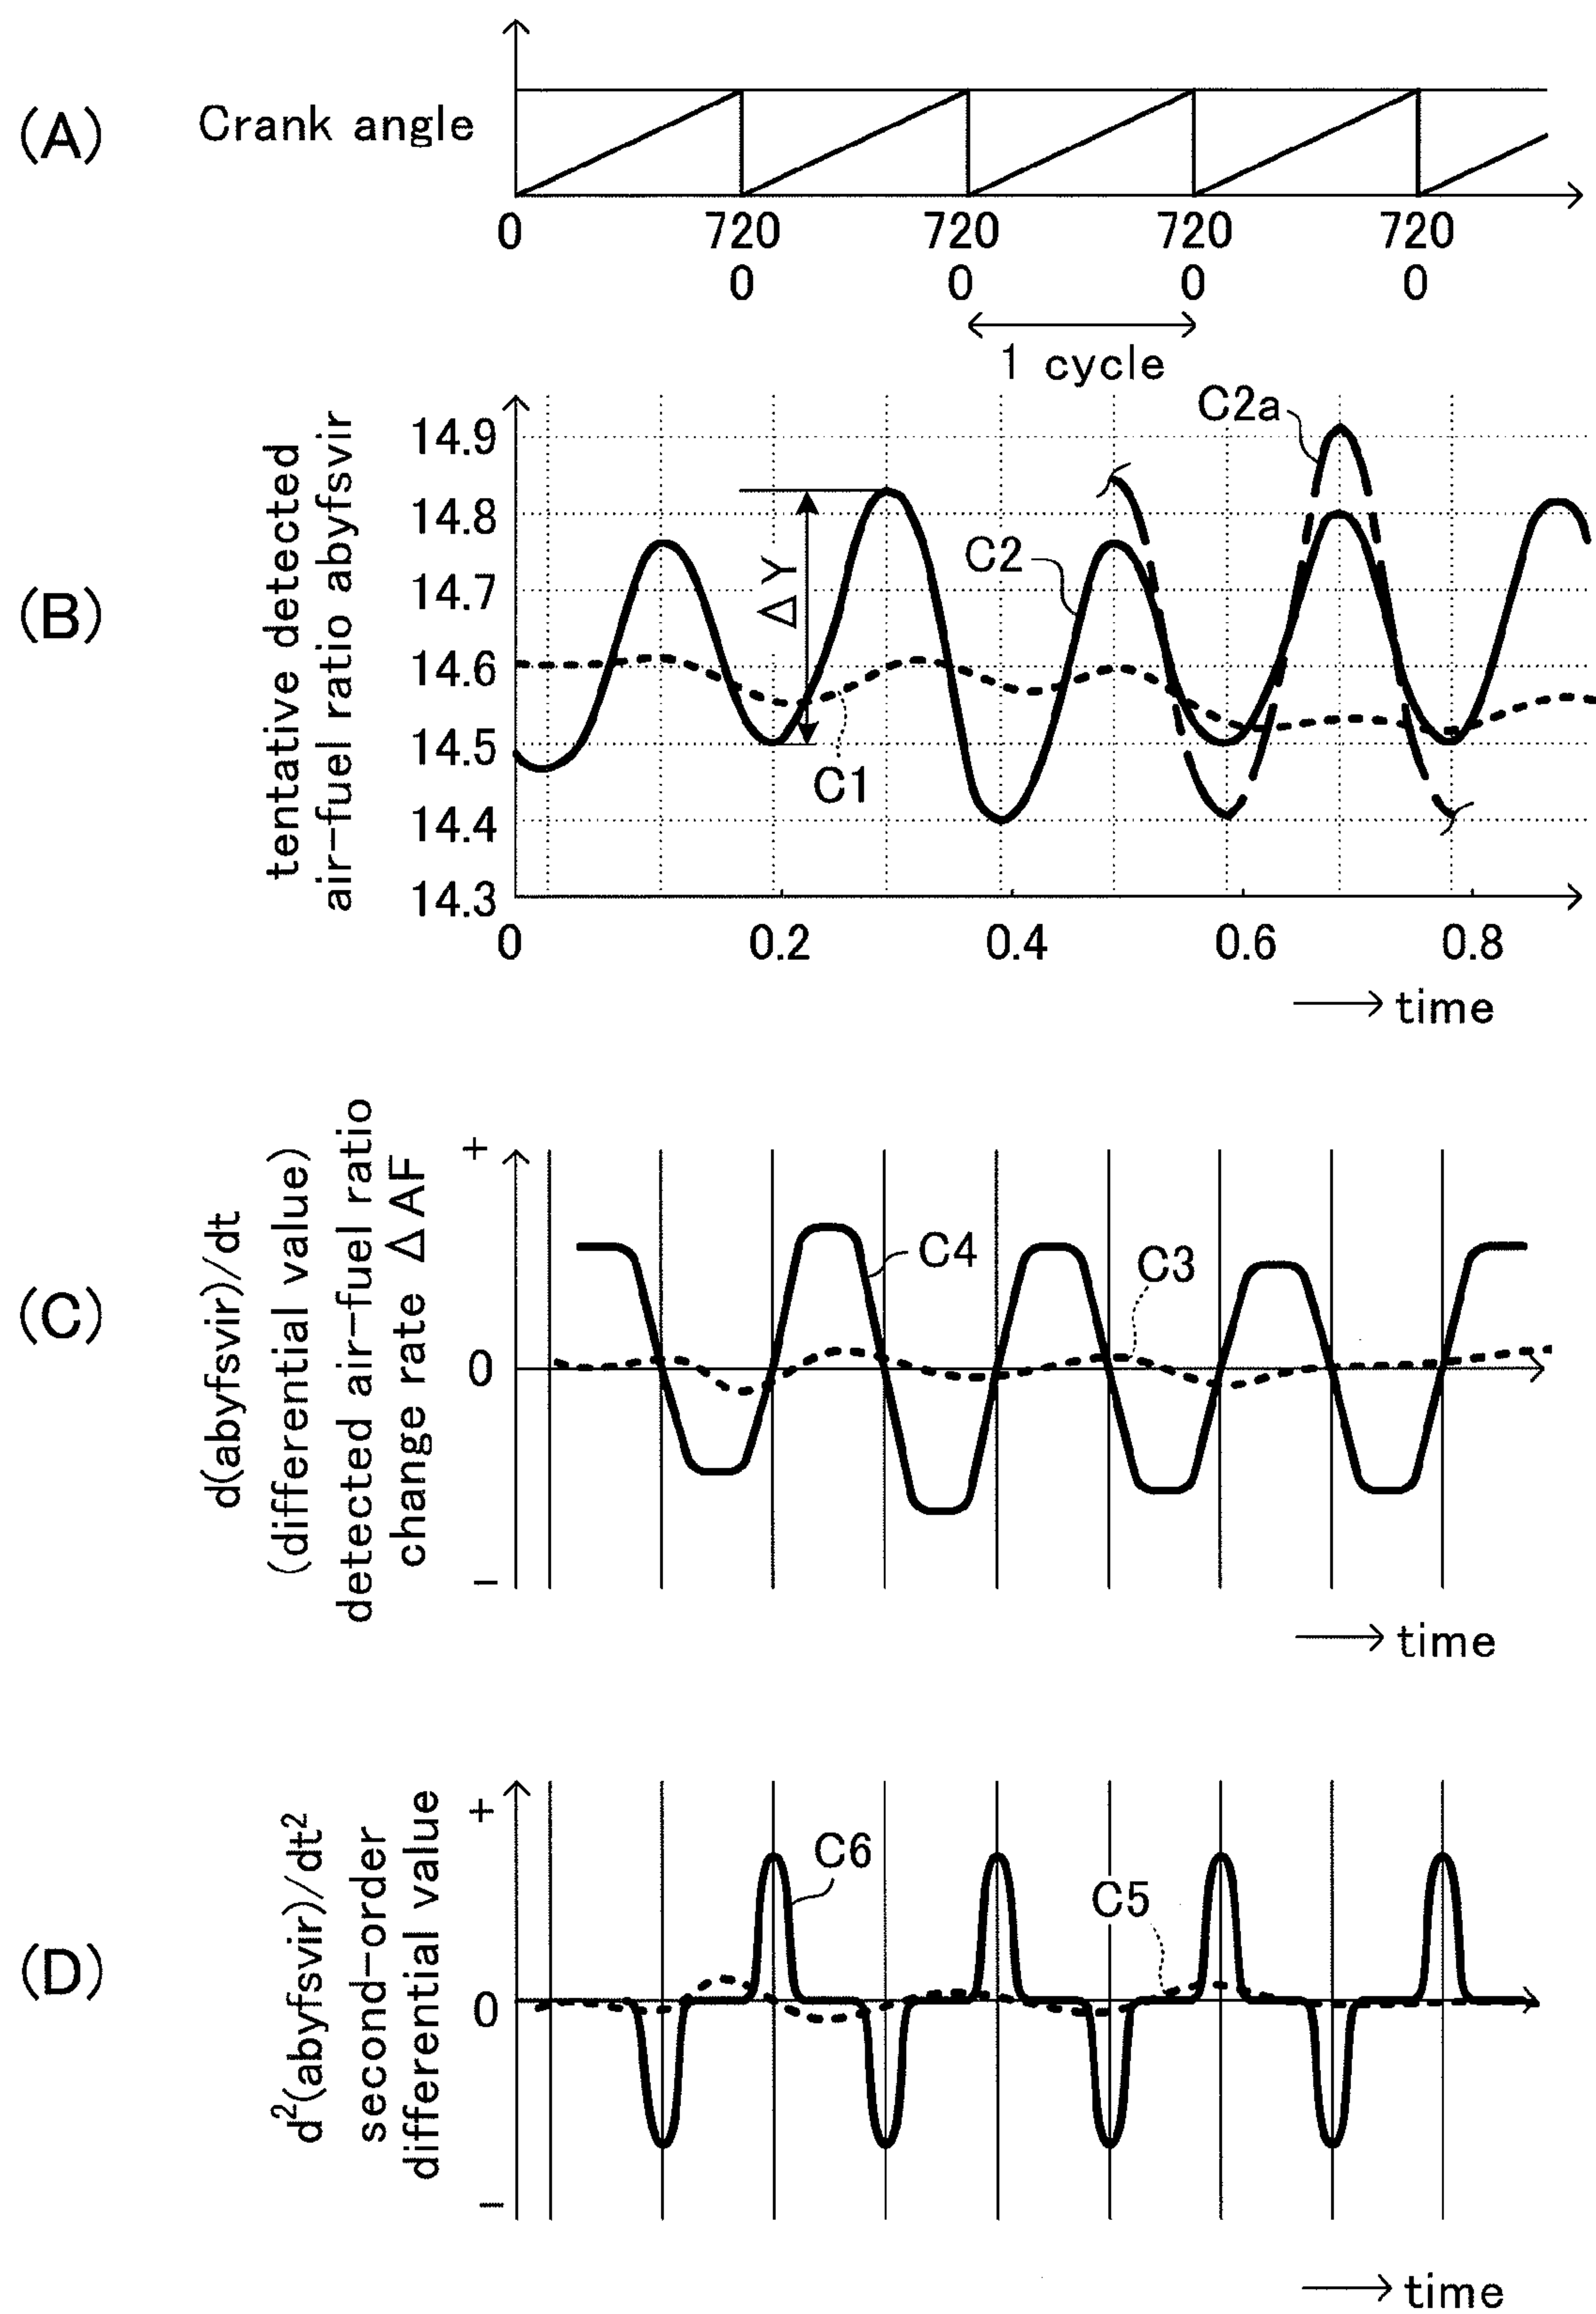 (A)
Crank angle
0 720 720 720 720
0 0 0 0
1 cycle
(B)
tentative detected
air-fuel ratio abyfsvir
14.9
14.8
14.7
14.6
14.5
14.4
14.3
C2a
C2
ΔY
C1
0 0.2 0.4 0.6 0.8
time
(C)
d(abyfsvir)/dt
(differential value)
detected air-fuel ratio
change rate ΔAF
+
0
−
C4
C3
time
(D)
d²(abyfsvir)/dt²
second-order
differential value
+
0
−
C6
C5
time